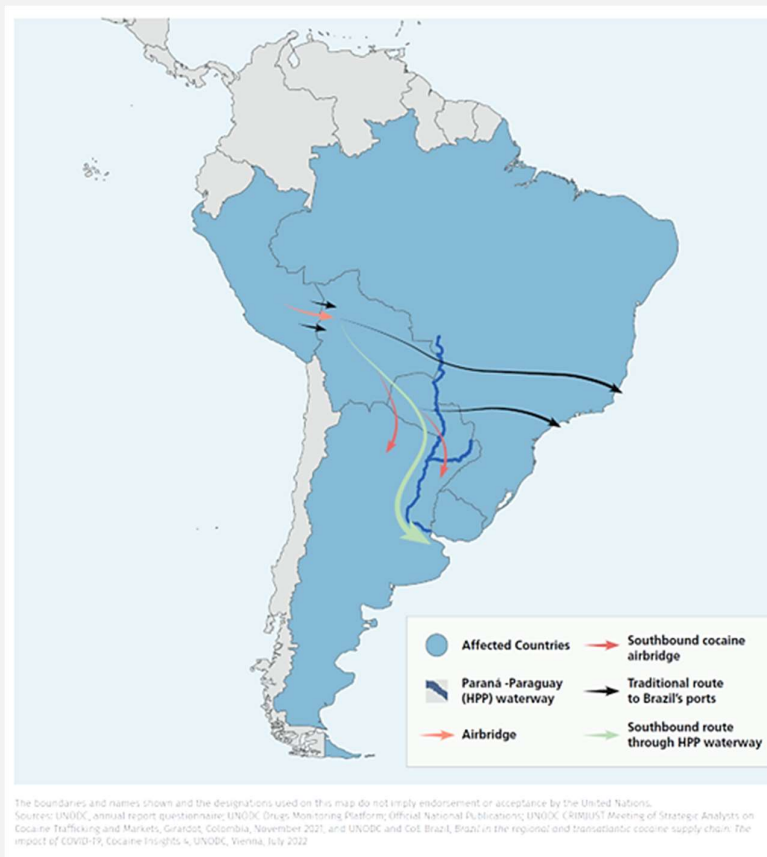 Affected Countries
Southbound cocaine
airbridge
Paraná -Paraguay
(HPP) waterway
Traditional route
to Brazil's ports
Airbridge
Southbound route
through HPP waterway
The boundaries and names shown and the designations used on this map do not imply endorsement or acceptance by the United Nations.
Sources: UNODC, annual report questionnaire; UNODC Drugs Monitoring Platform; Official National Publications; UNODC CRIMJUST Meeting of Strategic Analysts on
Cocaine Trafficking and Markets, Girardot, Colombia, November 2021; and UNODC and CoE Brazil, Brazil in the regional and transatlantic cocaine supply chain: The
impact of COVID-19, Cocaine Insights 4, UNODC, Vienna, July 2022